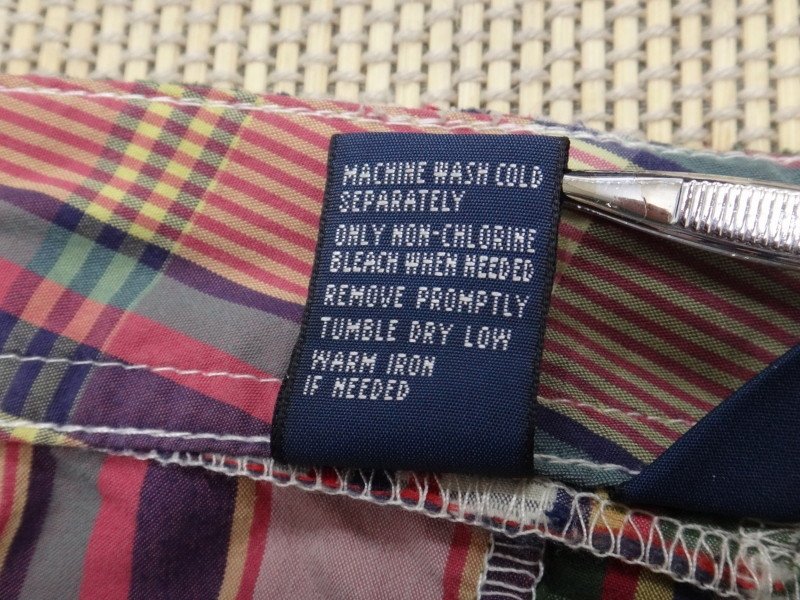 MACHINE WASH COLD
SEPARATELY
ONLY NON-CHLORINE
BLEACH WHEN NEEDED
REMOVE PROMPTLY
TUMBLE DRY LOW
WARM IRON
IF NEEDED